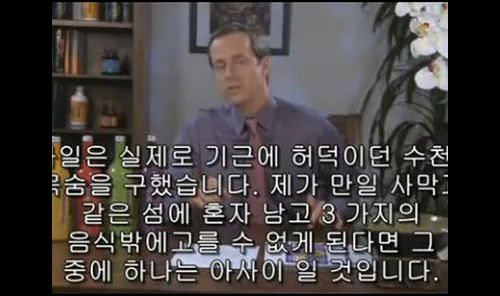 일은 실제로 기근에 허덕이던 수천
숨을 구했습니다. 제가 만일 사막과
같은 섬에 혼자 남고 3 가지의
음식밖에고를 수 없게 된다면 그
중에 하나는 아사이 일 것입니다.